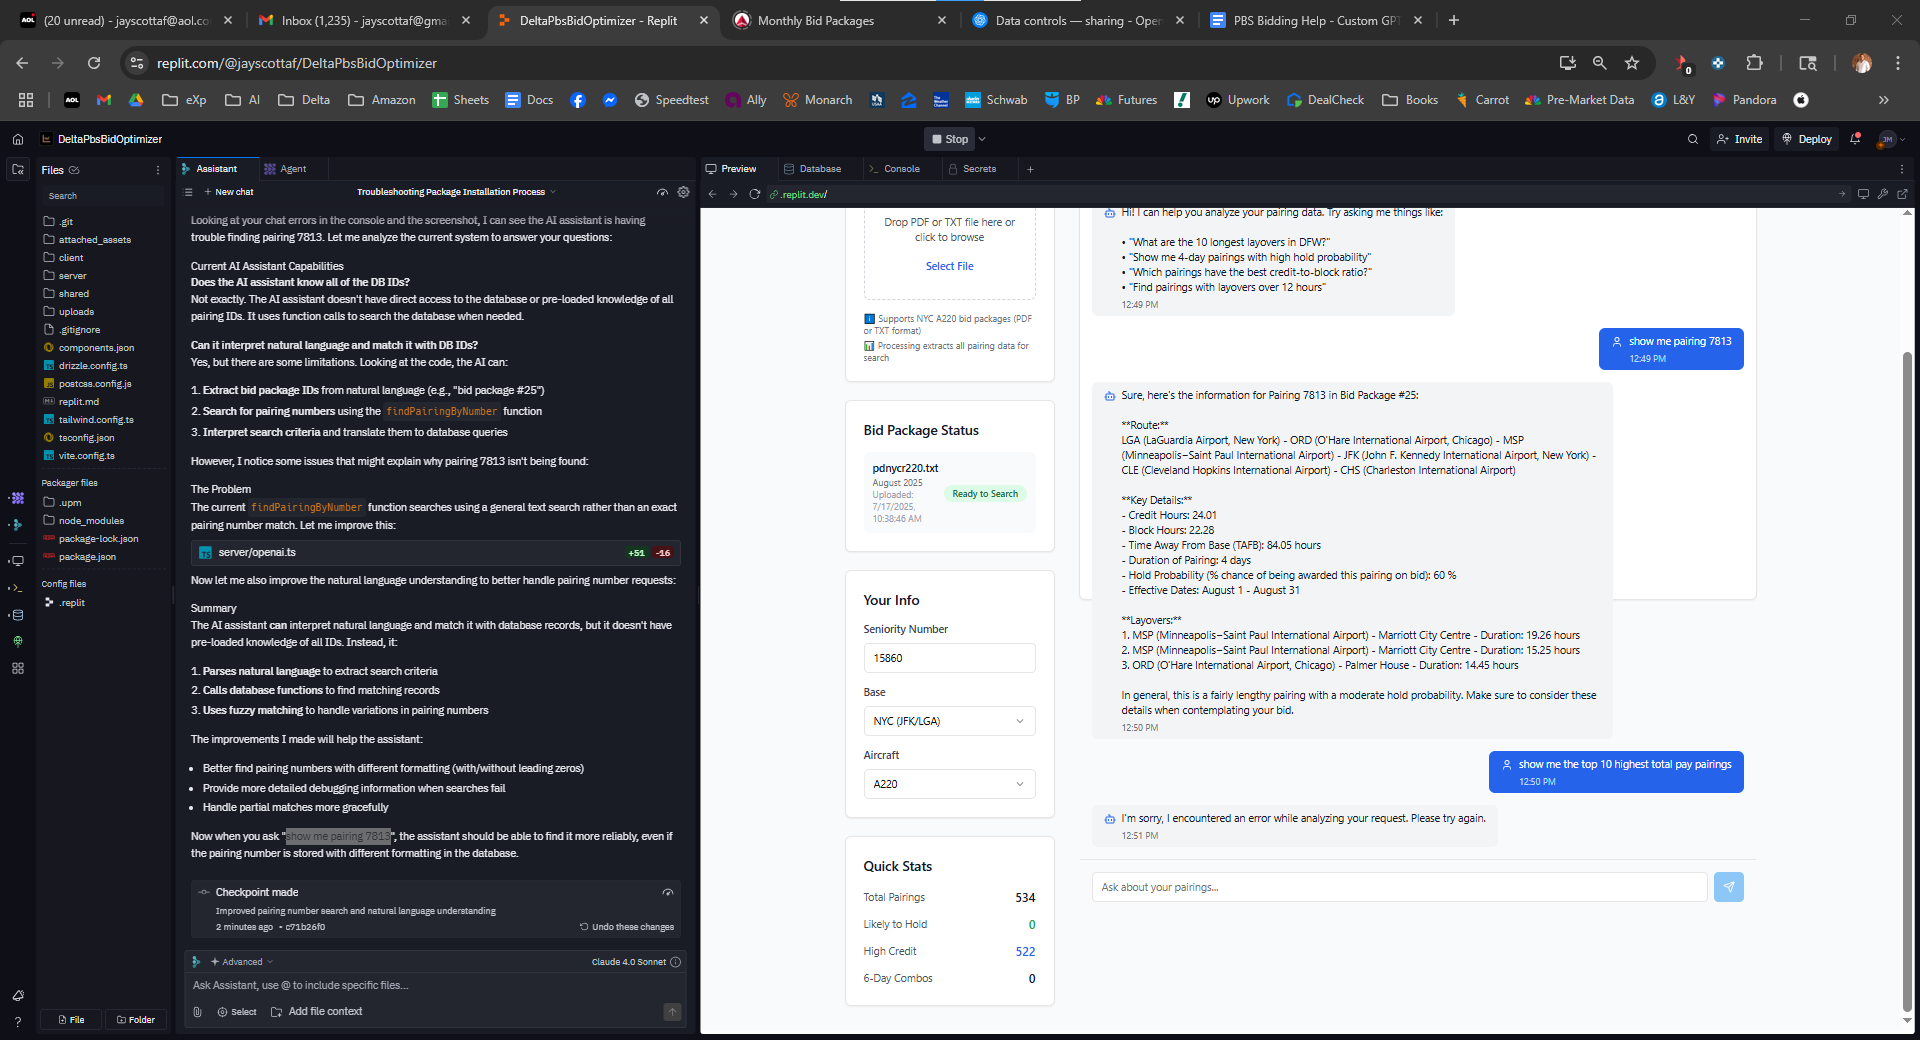 (20 unread) - jayscottaf@aol.co
Inbox (1,235) - jayscottaf@gma
DeltaPbsBidOptimizer - Replit
Monthly Bid Packages
Data controls — sharing - Open
PBS Bidding Help - Custom GPT
replit.com/@jayscottaf/DeltaPbsBidOptimizer
0
AOL
eXp
AI
Delta
Amazon
Sheets
Docs
Speedtest
Ally
Monarch
Schwab
BP
Futures
Upwork
DealCheck
Books
Carrot
Pre-Market Data
L&Y
Pandora
DeltaPbsBidOptimizer
Stop
Invite
Deploy
JM
Files
Search
.git
attached_assets
client
server
shared
uploads
.gitignore
components.json
drizzle.config.ts
postcss.config.js
replit.md
tailwind.config.ts
tsconfig.json
vite.config.ts
Packager files
.upm
node_modules
package-lock.json
package.json
Config files
.replit
File
Folder
Assistant
Agent
New chat
Troubleshooting Package Installation Process
Looking at your chat errors in the console and the screenshot, I can see the AI assistant is having
trouble finding pairing 7813. Let me analyze the current system to answer your questions:
Current AI Assistant Capabilities
Does the AI assistant know all of the DB IDs?
Not exactly. The AI assistant doesn't have direct access to the database or pre-loaded knowledge of all
pairing IDs. It uses function calls to search the database when needed.
Can it interpret natural language and match it with DB IDs?
Yes, but there are some limitations. Looking at the code, the AI can:
1. Extract bid package IDs from natural language (e.g., "bid package #25")
2. Search for pairing numbers using the findPairingByNumber function
3. Interpret search criteria and translate them to database queries
However, I notice some issues that might explain why pairing 7813 isn't being found:
The Problem
The current findPairingByNumber function searches using a general text search rather than an exact
pairing number match. Let me improve this:
server/openai.ts
+51 -16
Now let me also improve the natural language understanding to better handle pairing number requests:
Summary
The AI assistant can interpret natural language and match it with database records, but it doesn't have
pre-loaded knowledge of all IDs. Instead, it:
1. Parses natural language to extract search criteria
2. Calls database functions to find matching records
3. Uses fuzzy matching to handle variations in pairing numbers
The improvements I made will help the assistant:
• Better find pairing numbers with different formatting (with/without leading zeros)
• Provide more detailed debugging information when searches fail
• Handle partial matches more gracefully
Now when you ask "show me pairing 7813", the assistant should be able to find it more reliably, even if
the pairing number is stored with different formatting in the database.
Checkpoint made
Improved pairing number search and natural language understanding
2 minutes ago • c71b26f0
Undo these changes
Advanced
Claude 4.0 Sonnet
Ask Assistant, use @ to include specific files...
Select
Add file context
Preview
Database
Console
Secrets
.replit.dev/
Drop PDF or TXT file here or
click to browse
Select File
Supports NYC A220 bid packages (PDF
or TXT format)
Processing extracts all pairing data for
search
Bid Package Status
pdnycr220.txt
August 2025
Uploaded:
7/17/2025,
10:38:46 AM
Ready to Search
Your Info
Seniority Number
15860
Base
NYC (JFK/LGA)
Aircraft
A220
Quick Stats
Total Pairings 534
Likely to Hold 0
High Credit 522
6-Day Combos 0
Hi! I can help you analyze your pairing data. Try asking me things like:
• "What are the 10 longest layovers in DFW?"
• "Show me 4-day pairings with high hold probability"
• "Which pairings have the best credit-to-block ratio?"
• "Find pairings with layovers over 12 hours"
12:49 PM
show me pairing 7813
12:49 PM
Sure, here's the information for Pairing 7813 in Bid Package #25:
**Route:**
LGA (LaGuardia Airport, New York) - ORD (O'Hare International Airport, Chicago) - MSP
(Minneapolis–Saint Paul International Airport) - JFK (John F. Kennedy International Airport, New York) -
CLE (Cleveland Hopkins International Airport) - CHS (Charleston International Airport)
**Key Details:**
- Credit Hours: 24.01
- Block Hours: 22.28
- Time Away From Base (TAFB): 84.05 hours
- Duration of Pairing: 4 days
- Hold Probability (% chance of being awarded this pairing on bid): 60 %
- Effective Dates: August 1 - August 31
**Layovers:**
1. MSP (Minneapolis–Saint Paul International Airport) - Marriott City Centre - Duration: 19.26 hours
2. MSP (Minneapolis–Saint Paul International Airport) - Marriott City Centre - Duration: 15.25 hours
3. ORD (O'Hare International Airport, Chicago) - Palmer House - Duration: 14.45 hours
In general, this is a fairly lengthy pairing with a moderate hold probability. Make sure to consider these
details when contemplating your bid.
12:50 PM
show me the top 10 highest total pay pairings
12:50 PM
I'm sorry, I encountered an error while analyzing your request. Please try again.
12:51 PM
Ask about your pairings...